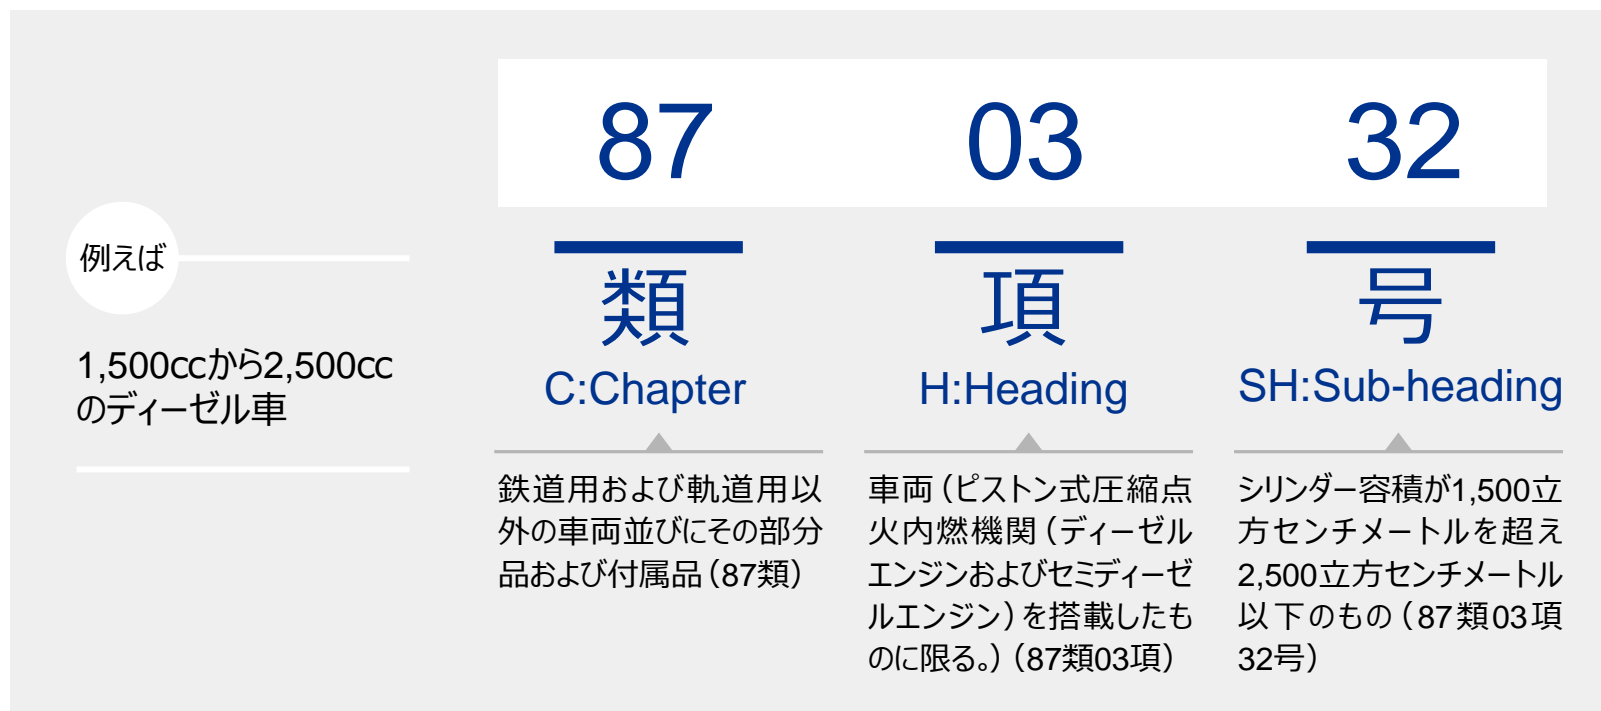 87 03 32
例えば
1,500ccから2,500cc
のディーゼル車
類
C:Chapter
鉄道用および軌道用以
外の車両並びにその部分
品および付属品（87類）
項
H:Heading
車両（ピストン式圧縮点
火内燃機関（ディーゼル
エンジンおよびセミディーゼ
ルエンジン）を搭載したも
のに限る。）（87類03項）
号
SH:Sub-heading
シリンダー容積が1,500立
方センチメートルを超え
2,500立方センチメートル
以下のもの（87類03項
32号）